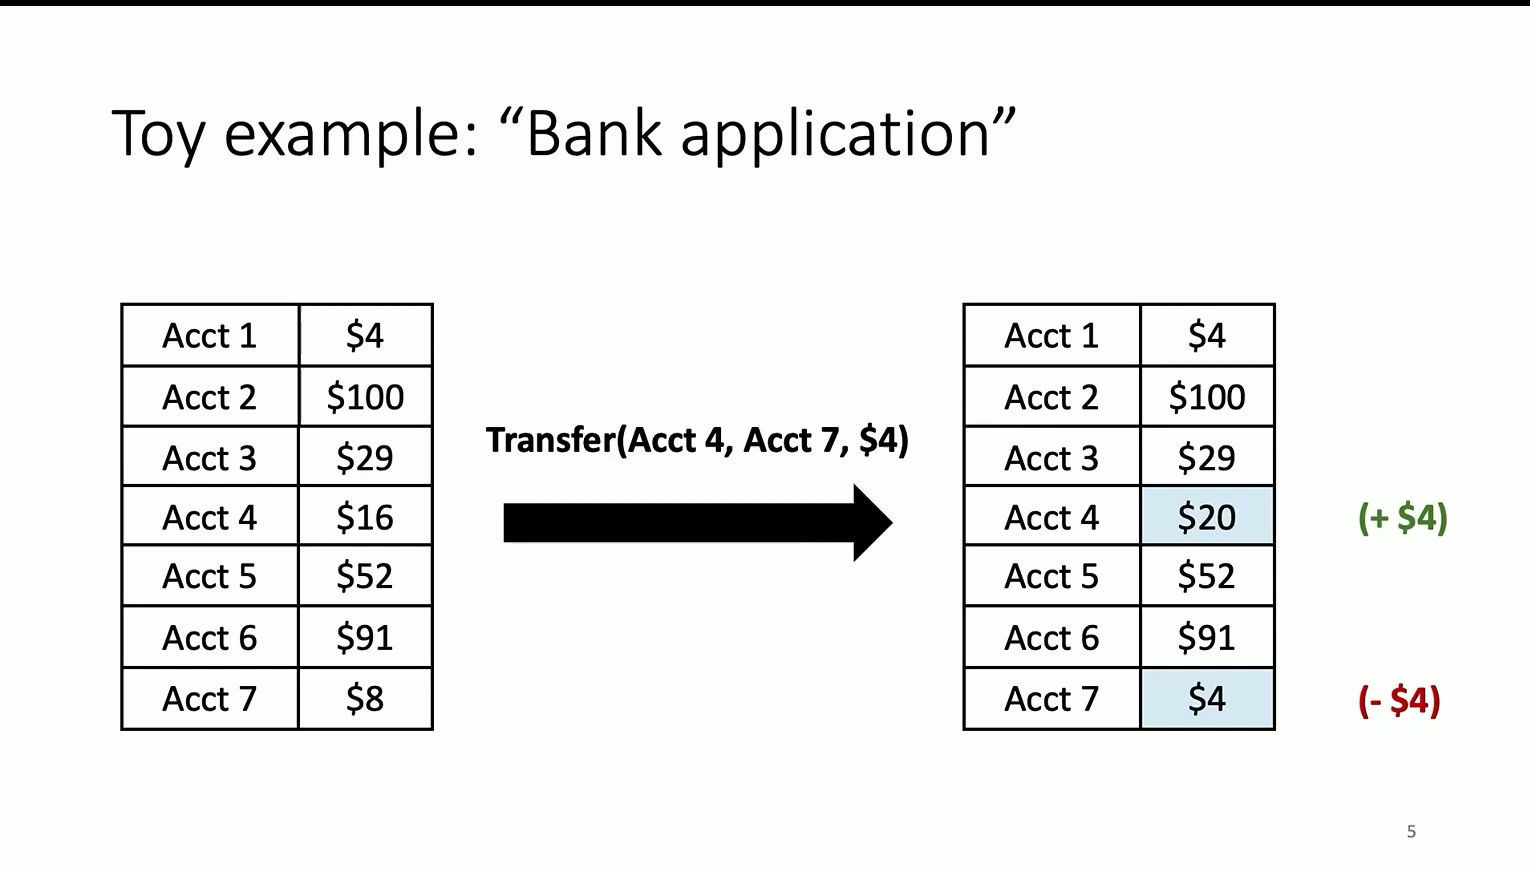 Toy example: “Bank application”
Acct 1 $4
Acct 2 $100
Acct 3 $29
Acct 4 $16
Acct 5 $52
Acct 6 $91
Acct 7 $8
Transfer(Acct 4, Acct 7, $4)
Acct 1 $4
Acct 2 $100
Acct 3 $29
Acct 4 $20 (+ $4)
Acct 5 $52
Acct 6 $91
Acct 7 $4 (- $4)
5